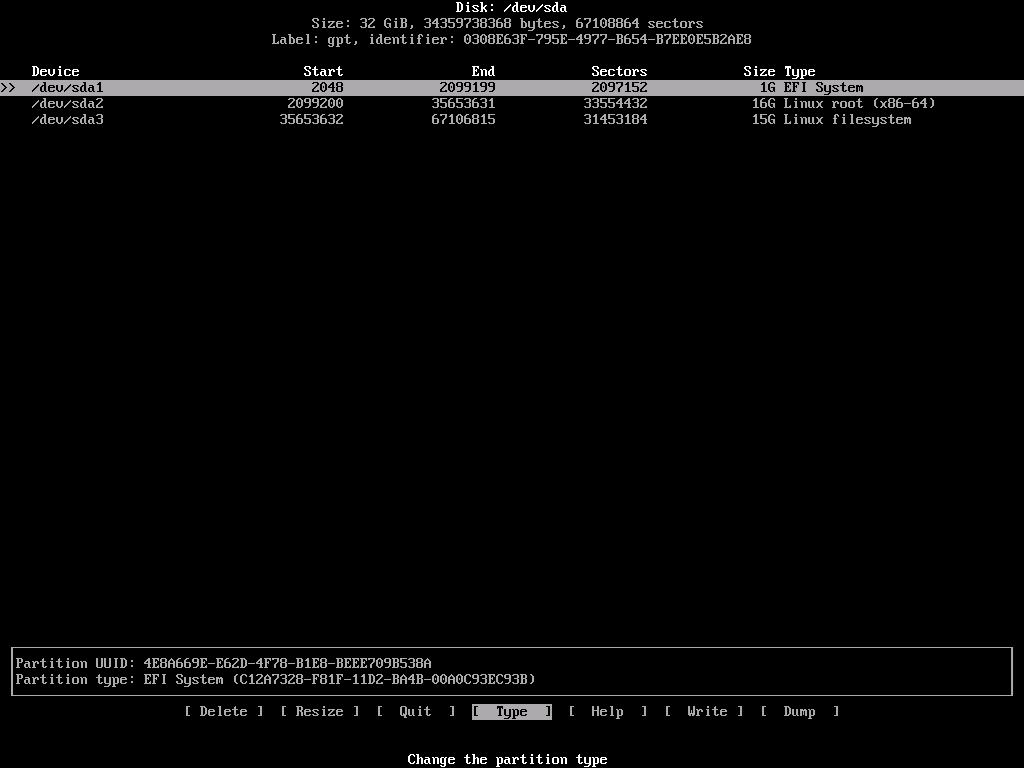 Disk: /dev/sda
Size: 32 GiB, 34359738368 bytes, 67108864 sectors
Label: gpt, identifier: 0308E63F-795E-4977-B654-B7EE0E5B2AE8
Device Start End Sectors Size Type
>> /dev/sda1 2048 2099199 2097152 1G EFI System
/dev/sda2 2099200 35653631 33554432 16G Linux root (x86-64)
/dev/sda3 35653632 67106815 31453184 15G Linux filesystem
Partition UUID: 4E8A669E-E62D-4F78-B1E8-BEEE709B538A
Partition type: EFI System (C12A7328-F81F-11D2-BA4B-00A0C93EC93B)
[ Delete ] [ Resize ] [ Quit ] [ Type ] [ Help ] [ Write ] [ Dump ]
Change the partition type